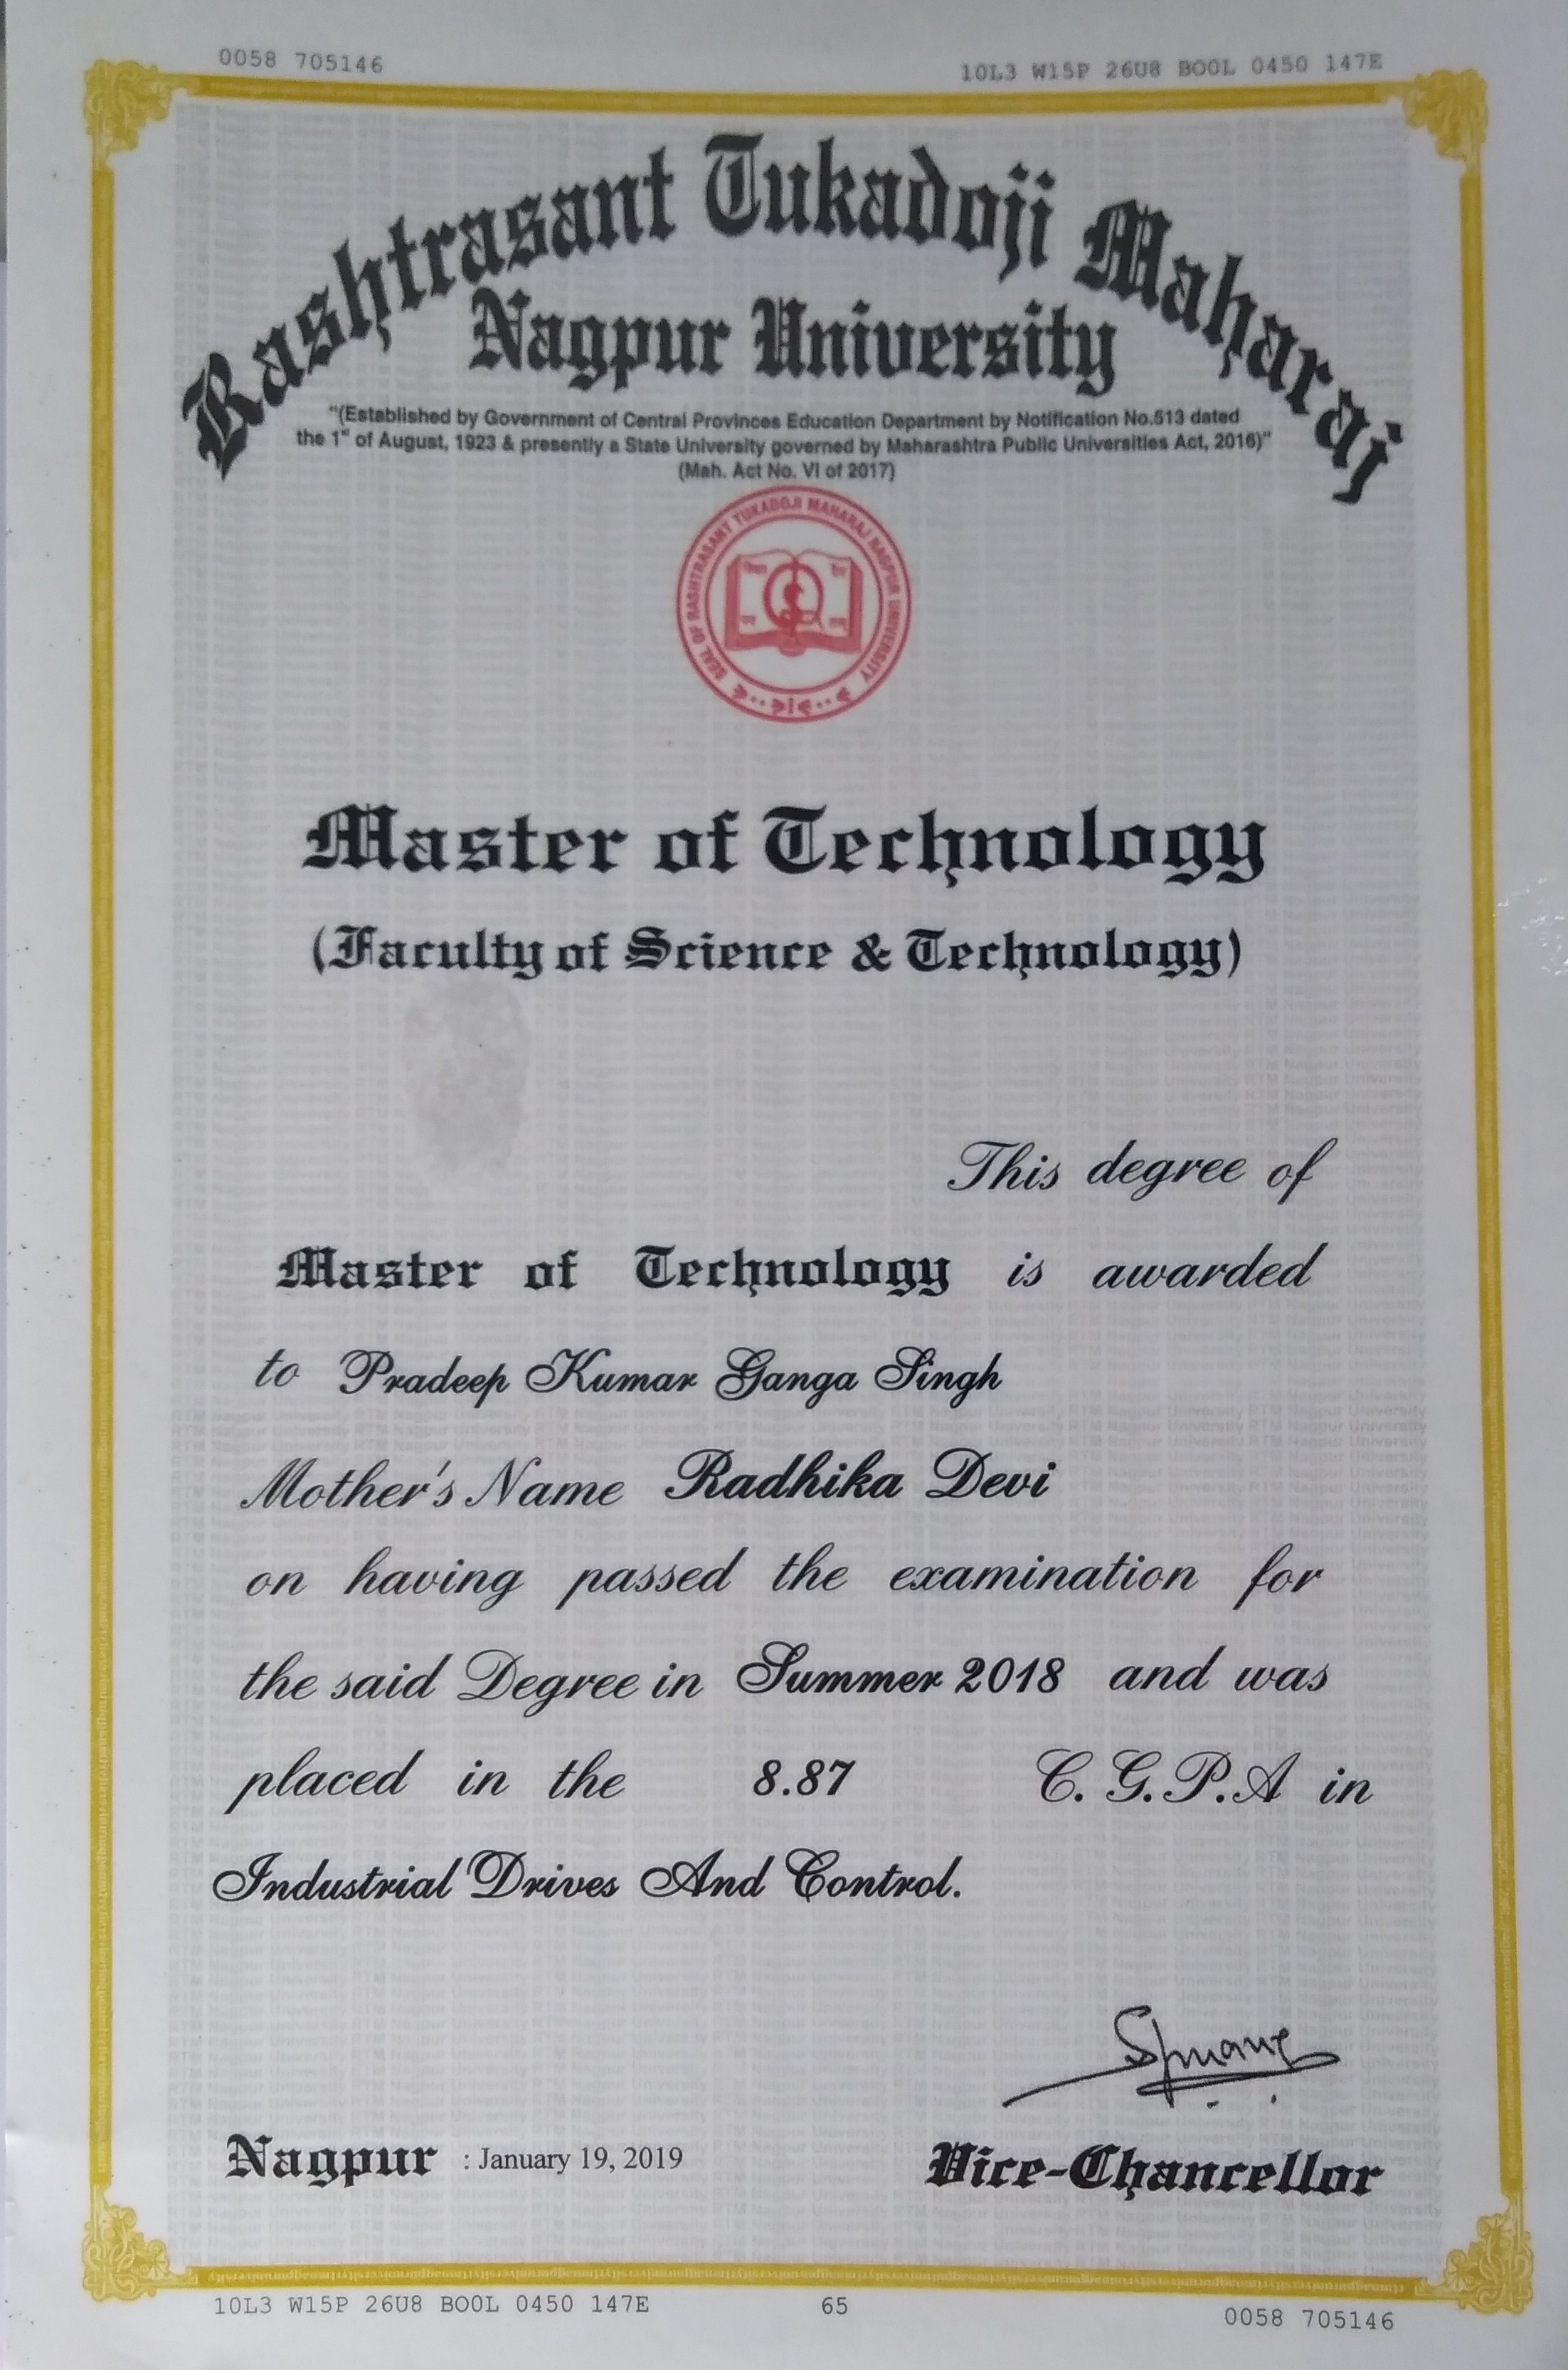 0058 705146
10L3 W15P 26U8 BOOL 0450 147E
Rashtrasant Tukadoji Maharaj
Nagpur University
"(Established by Government of Central Provinces Education Department by Notification No.513 dated
the 1st of August, 1923 & presently a State University governed by Maharashtra Public Universities Act, 2016)"
(Mah. Act No. VI of 2017)
SEAL OF RASHTRASANT TUKADOJI MAHARAJ NAGPUR UNIVERSITY
Master of Technology
(Faculty of Science & Technology)
This degree of
Master of Technology is awarded
to Pradeep Kumar Ganga Singh
Mother's Name Radhika Devi
on having passed the examination for
the said Degree in Summer 2018 and was
placed in the 8.87 C.G.P.A in
Industrial Drives And Control.
Nagpur : January 19, 2019
Vice-Chancellor
10L3 W15P 26U8 BOOL 0450 147E
65
0058 705146